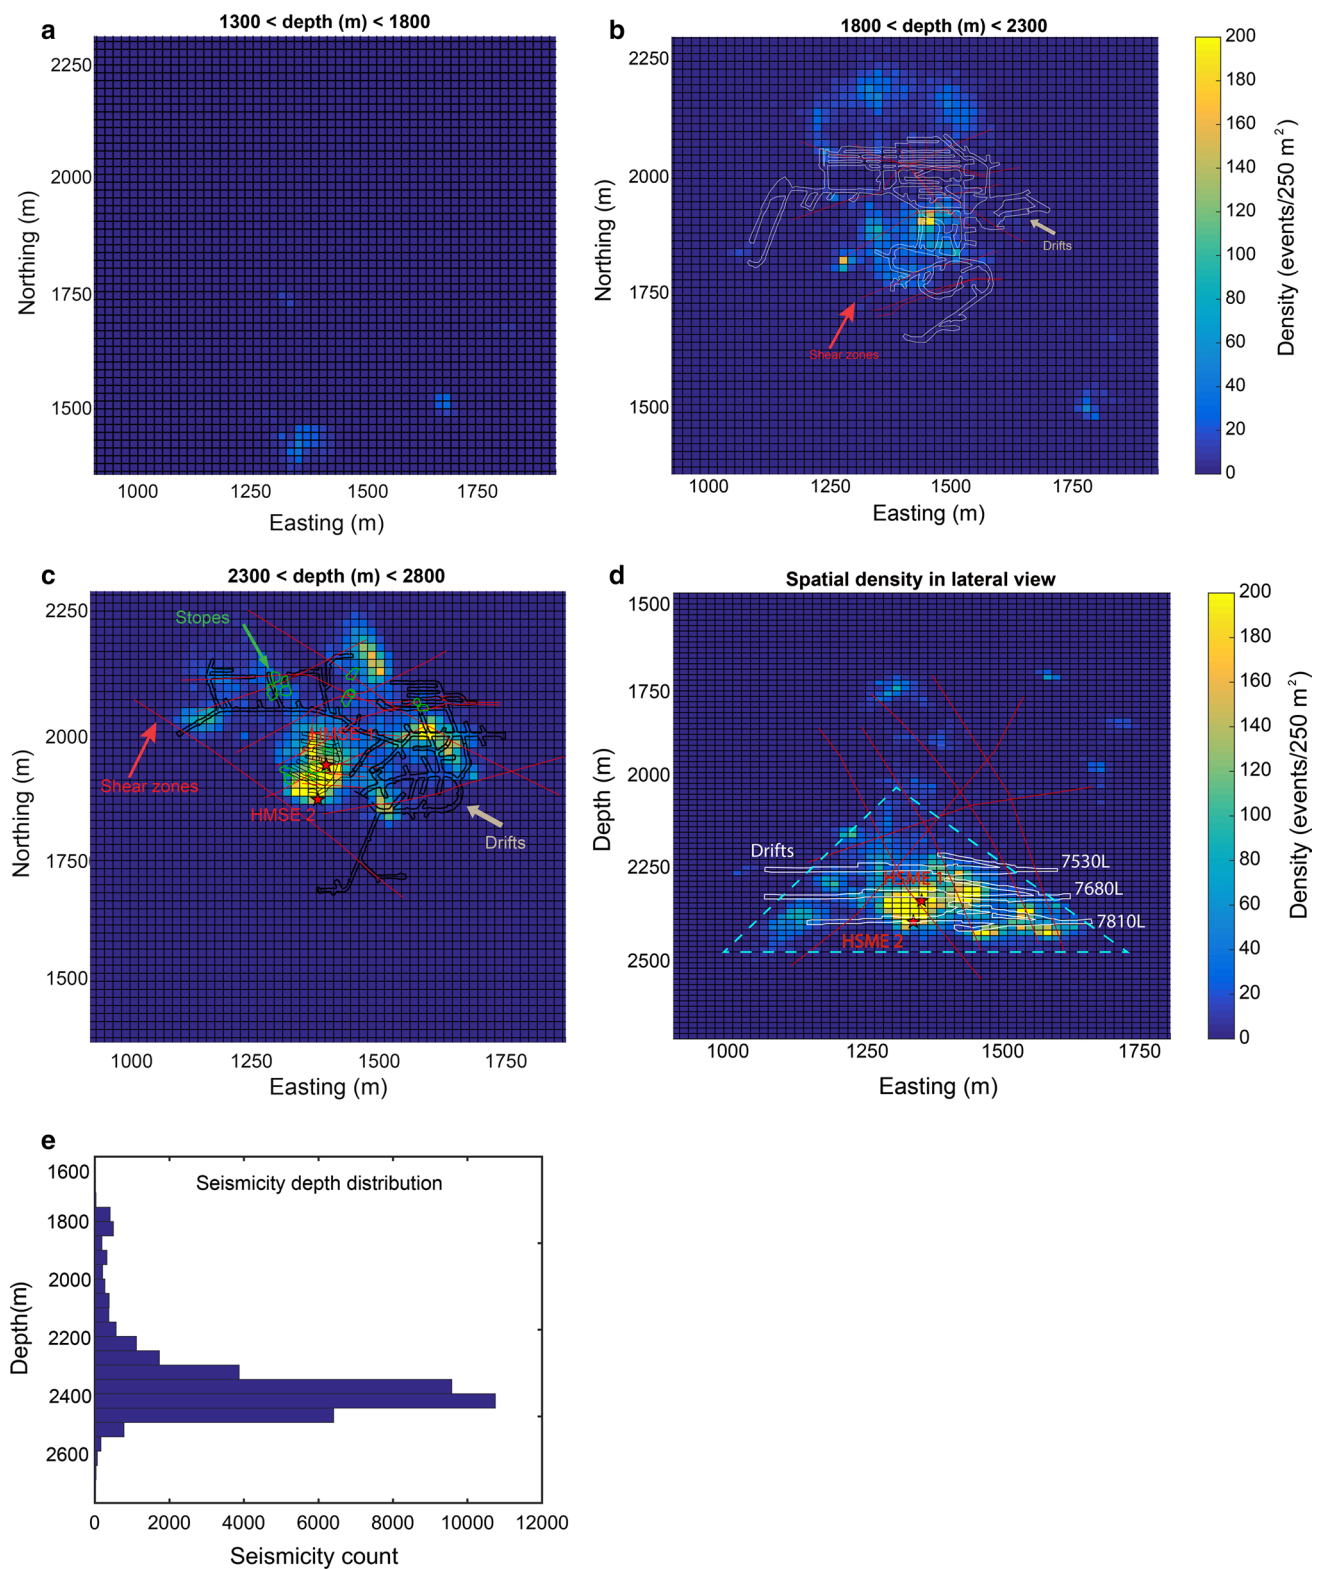 a
1300 < depth (m) < 1800
2250
2000
1750
1500
Northing (m)
1000 1250 1500 1750
Easting (m)
b
1800 < depth (m) < 2300
2250
2000
1750
1500
Northing (m)
Drifts
Shear zones
1000 1250 1500 1750
Easting (m)
200
180
160
140
120
100
80
60
40
20
0
Density (events/250 m²)
c
2300 < depth (m) < 2800
2250
2000
1750
1500
Northing (m)
Stopes
HMSE
Shear zones
HMSE 2
Drifts
1000 1250 1500 1750
Easting (m)
d
Spatial density in lateral view
1500
1750
2000
2250
2500
Depth (m)
Drifts
7530L
HSME 1
7680L
7810L
HSME 2
1000 1250 1500 1750
Easting (m)
200
180
160
140
120
100
80
60
40
20
0
Density (events/250 m²)
e
Seismicity depth distribution
1600
1800
2000
2200
2400
2600
Depth(m)
0 2000 4000 6000 8000 10000 12000
Seismicity count